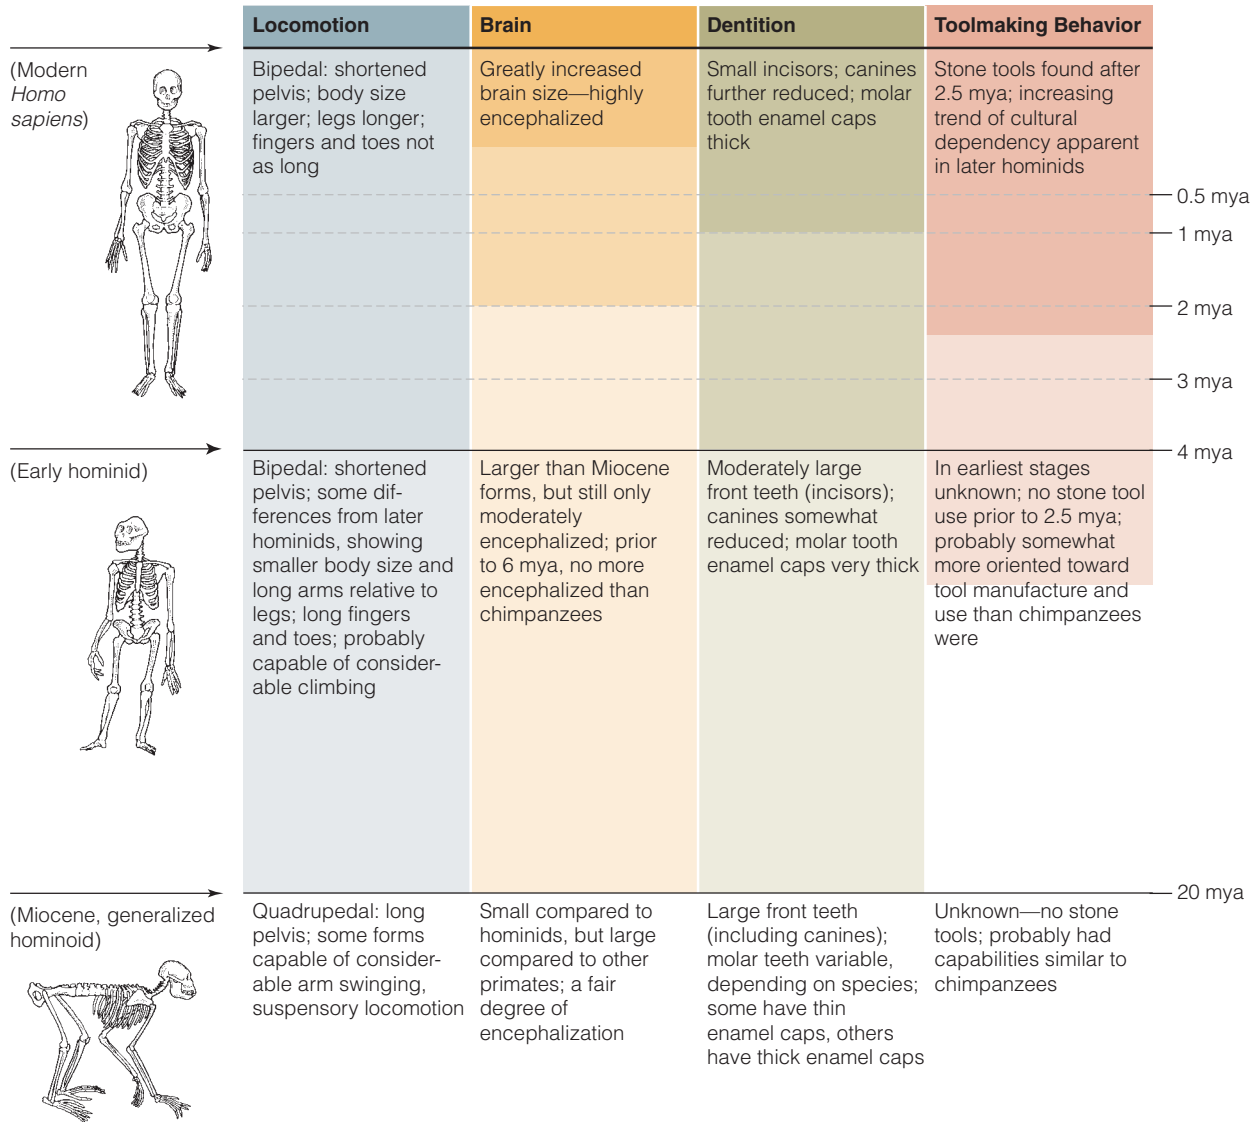 Locomotion
Brain
Dentition
Toolmaking Behavior
(Modern
Homo
sapiens)
Bipedal: shortened
pelvis; body size
larger; legs longer;
fingers and toes not
as long
Greatly increased
brain size—highly
encephalized
Small incisors; canines
further reduced; molar
tooth enamel caps
thick
Stone tools found after
2.5 mya; increasing
trend of cultural
dependency apparent
in later hominids
0.5 mya
1 mya
2 mya
3 mya
4 mya
(Early hominid)
Bipedal: shortened
pelvis; some dif-
ferences from later
hominids, showing
smaller body size and
long arms relative to
legs; long fingers
and toes; probably
capable of consider-
able climbing
Larger than Miocene
forms, but still only
moderately
encephalized; prior
to 6 mya, no more
encephalized than
chimpanzees
Moderately large
front teeth (incisors);
canines somewhat
reduced; molar tooth
enamel caps very thick
In earliest stages
unknown; no stone tool
use prior to 2.5 mya;
probably somewhat
more oriented toward
tool manufacture and
use than chimpanzees
were
20 mya
(Miocene, generalized
hominoid)
Quadrupedal: long
pelvis; some forms
capable of consider-
able arm swinging,
suspensory locomotion
Small compared to
hominids, but large
compared to other
primates; a fair
degree of
encephalization
Large front teeth
(including canines);
molar teeth variable,
depending on species;
some have thin
enamel caps, others
have thick enamel caps
Unknown—no stone
tools; probably had
capabilities similar to
chimpanzees